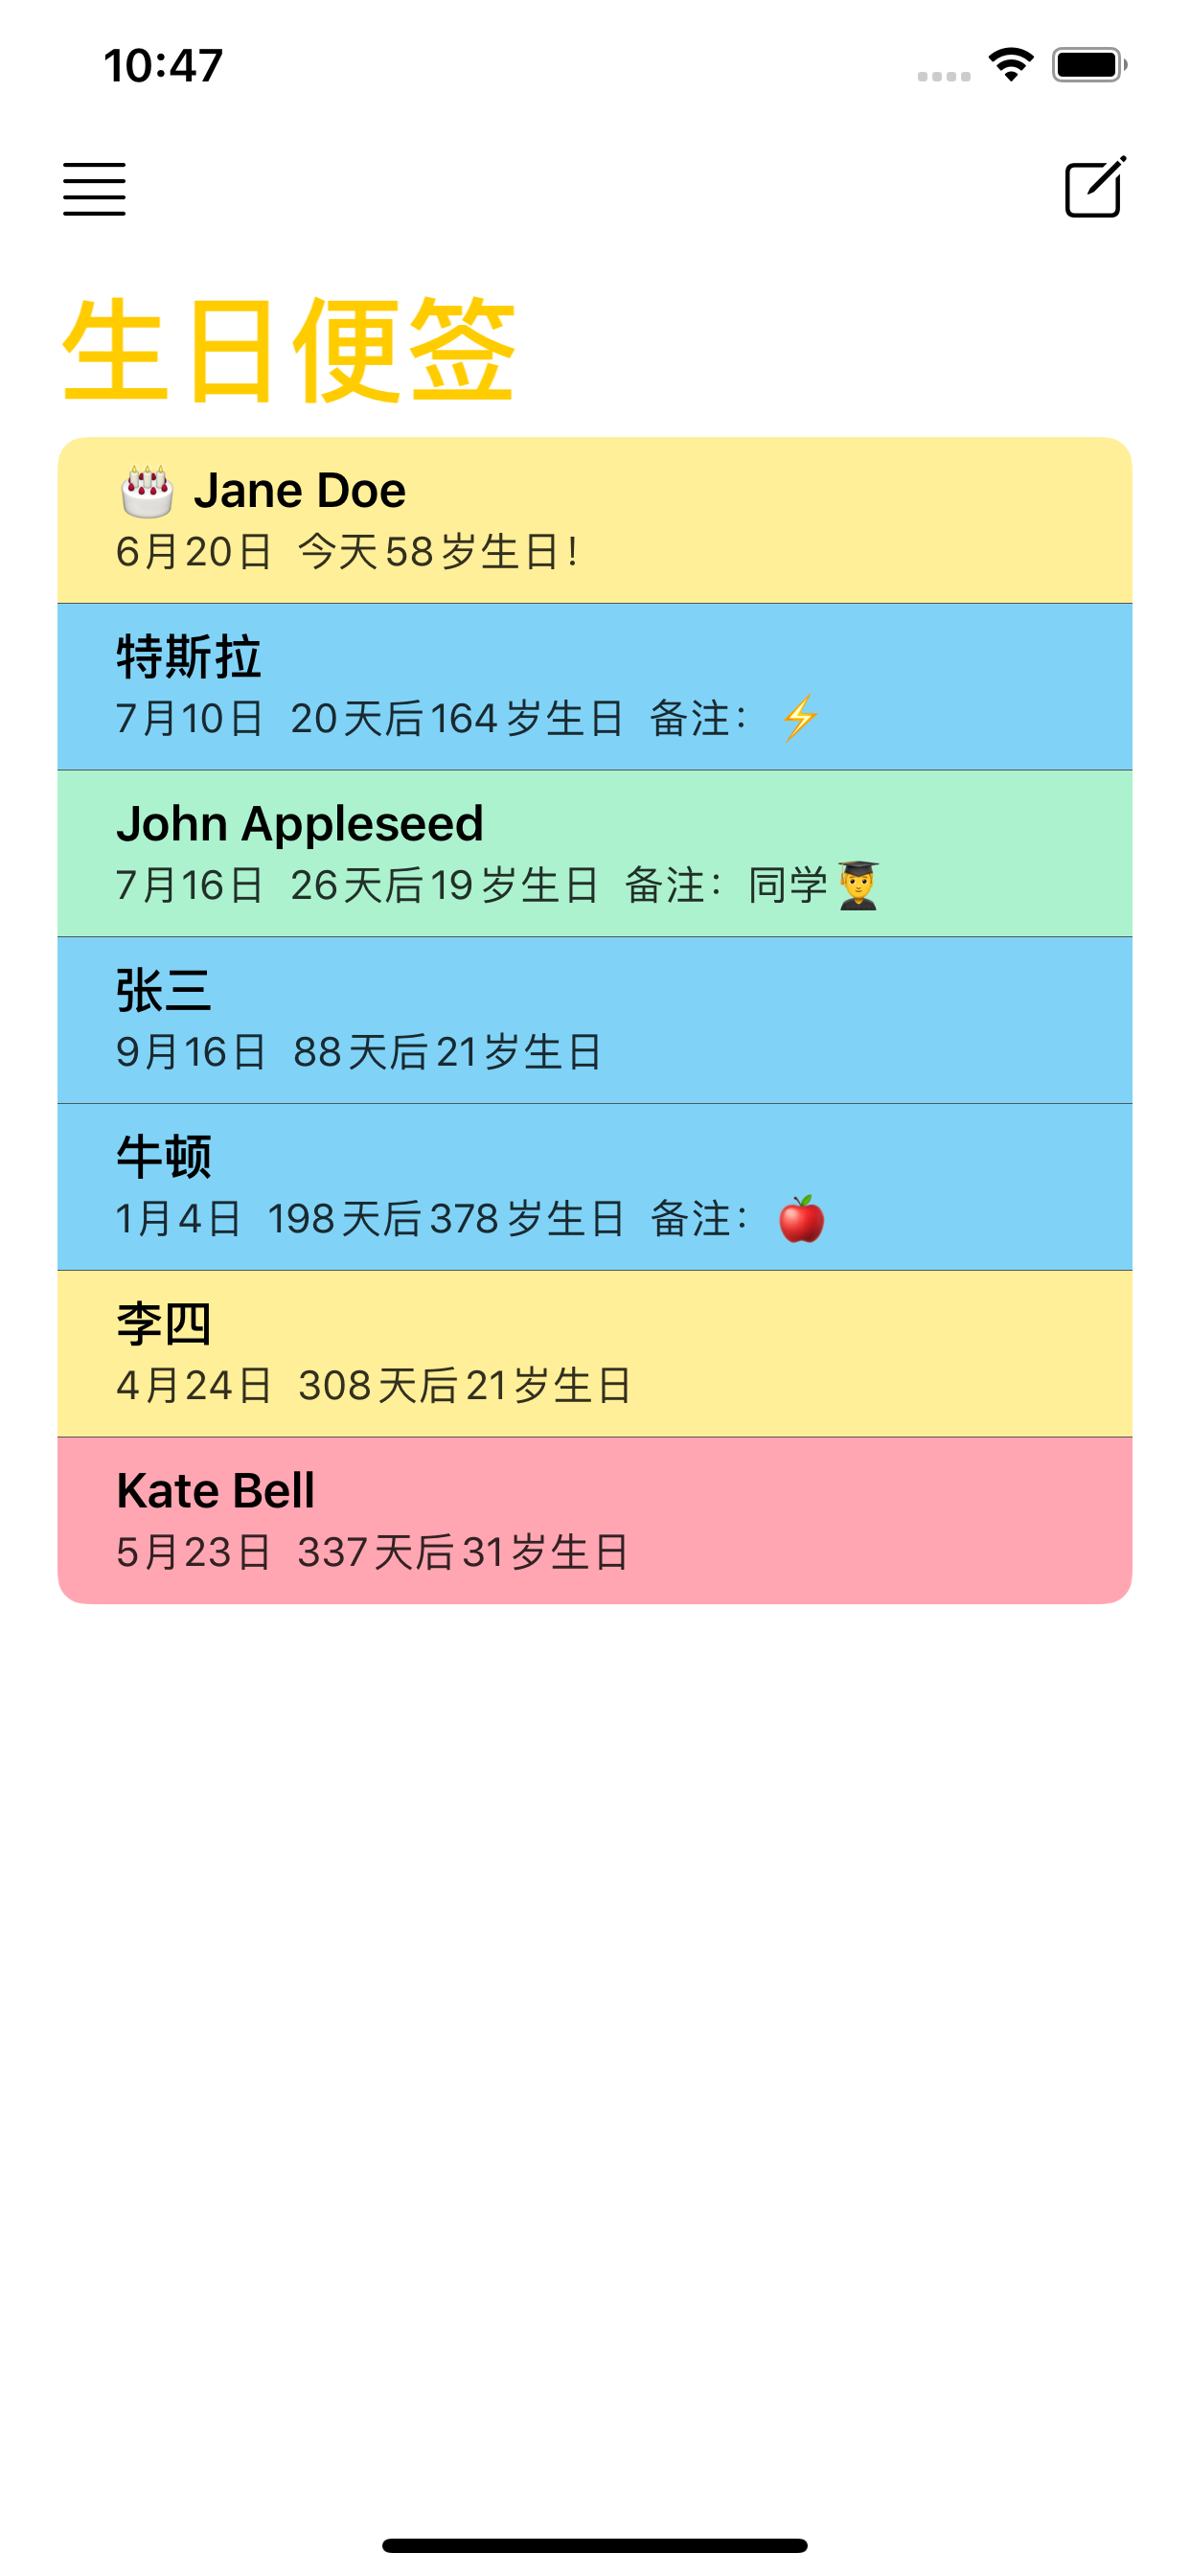 10:47
生日便签
🎂 Jane Doe
6月20日 今天58岁生日！
特斯拉
7月10日 20天后164岁生日 备注：⚡
John Appleseed
7月16日 26天后19岁生日 备注：同学👨‍🎓
张三
9月16日 88天后21岁生日
牛顿
1月4日 198天后378岁生日 备注：🍎
李四
4月24日 308天后21岁生日
Kate Bell
5月23日 337天后31岁生日